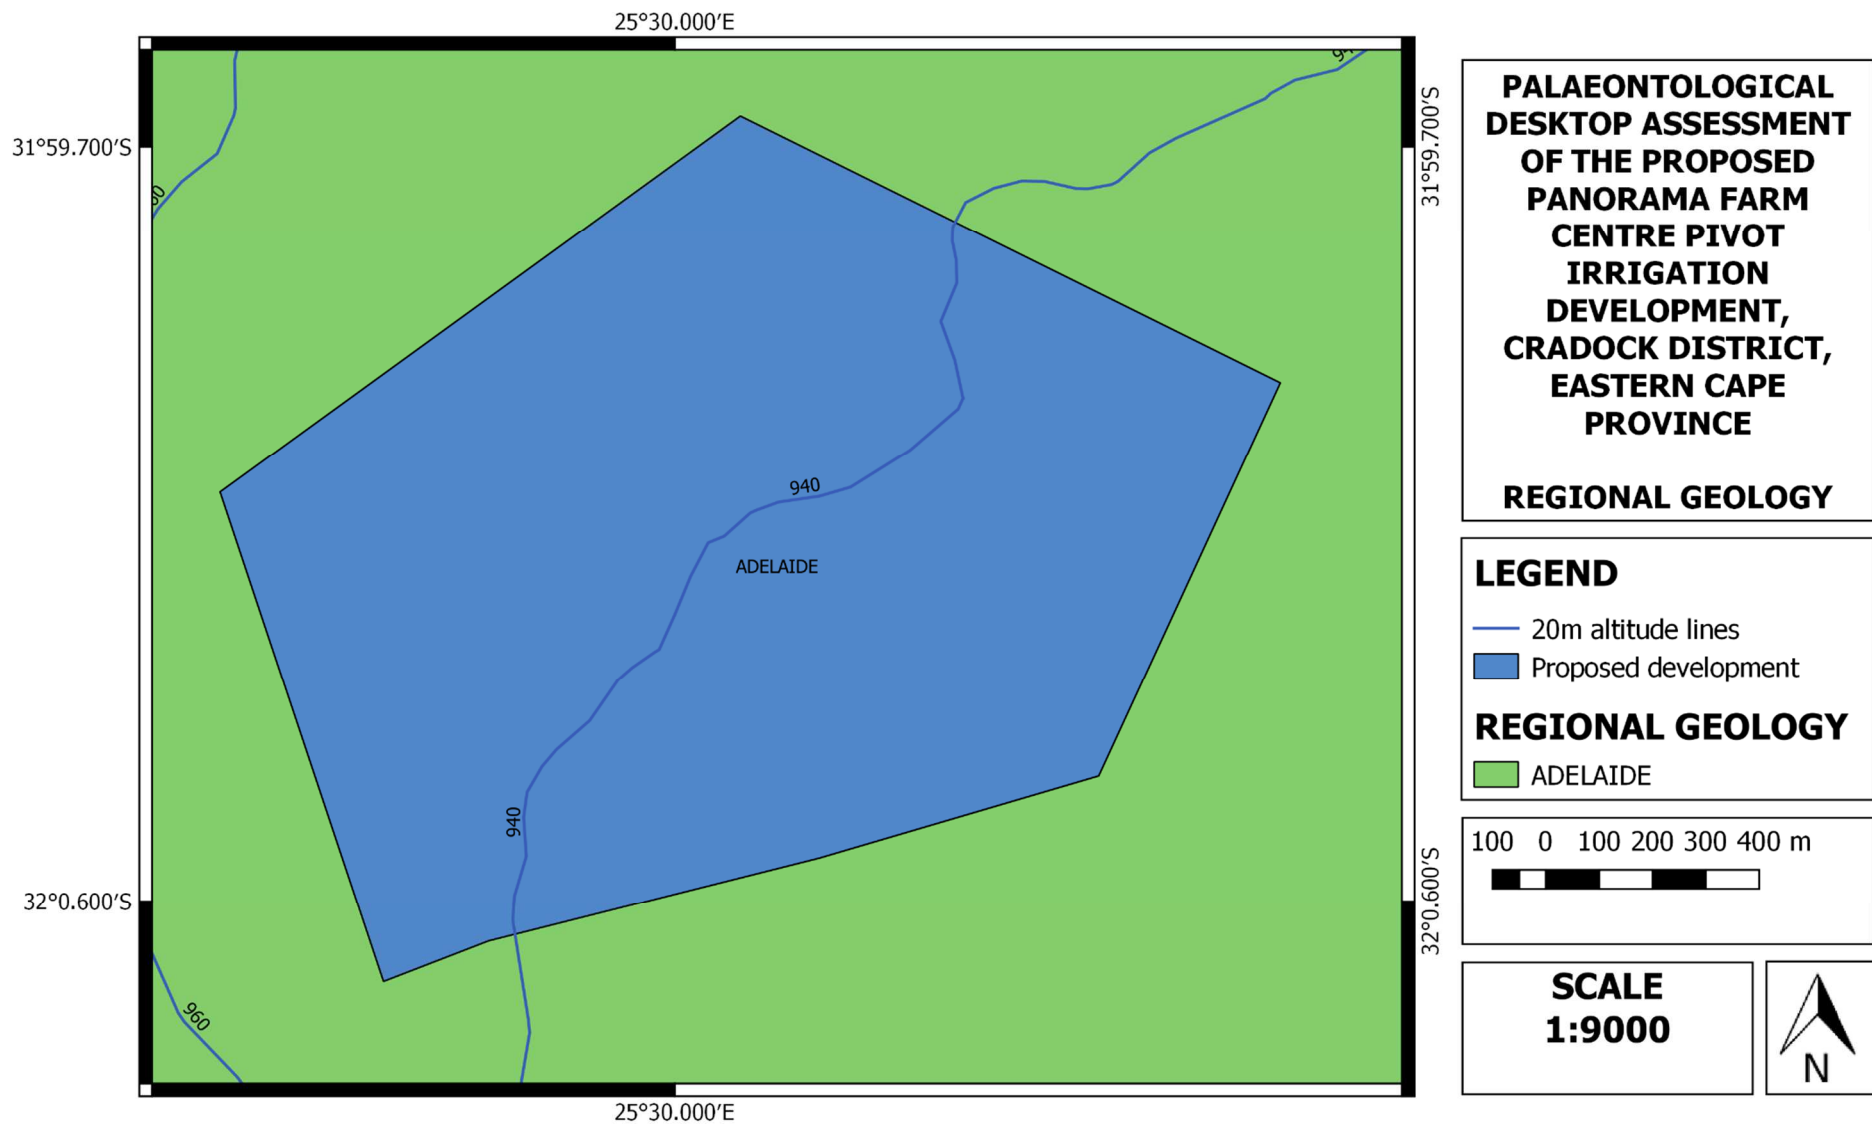 25°30.000'E
31°59.700'S
31°59.700'S
940
ADELAIDE
940
32°0.600'S
32°0.600'S
960
25°30.000'E
PALAEONTOLOGICAL
DESKTOP ASSESSMENT
OF THE PROPOSED
PANORAMA FARM
CENTRE PIVOT
IRRIGATION
DEVELOPMENT,
CRADOCK DISTRICT,
EASTERN CAPE
PROVINCE
REGIONAL GEOLOGY
LEGEND
20m altitude lines
Proposed development
REGIONAL GEOLOGY
ADELAIDE
100 0 100 200 300 400 m
SCALE
1:9000
N